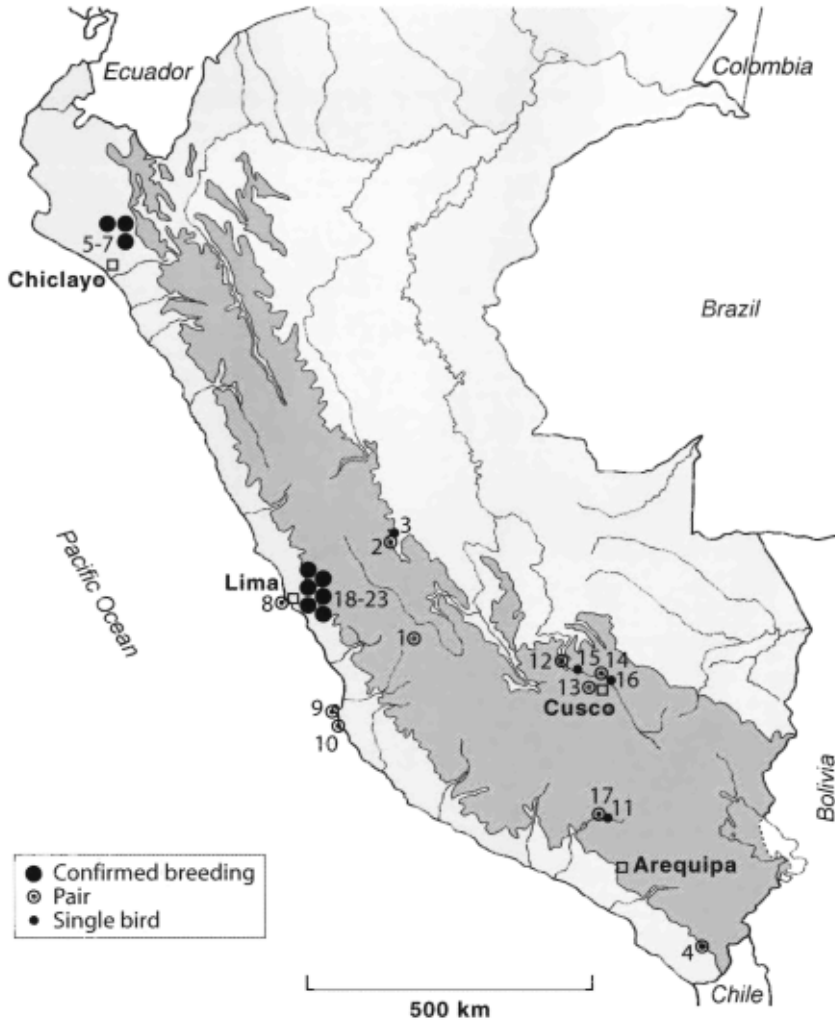 Ecuador
Colombia
5-7
Chiclayo
Brazil
Pacific Ocean
3
2
Lima
8
18-23
1
12
15
14
13
16
Cusco
9
10
17
11
Bolivia
Confirmed breeding
Pair
Single bird
Arequipa
4
Chile
500 km